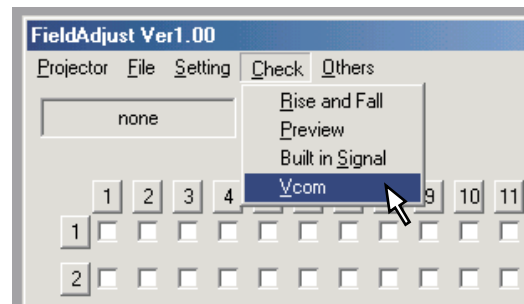 FieldAdjust Ver1.00
Projector File Setting Check Others
none
Rise and Fall
Preview
Built in Signal
Vcom
1 2 3 4 9 10 11
1
2